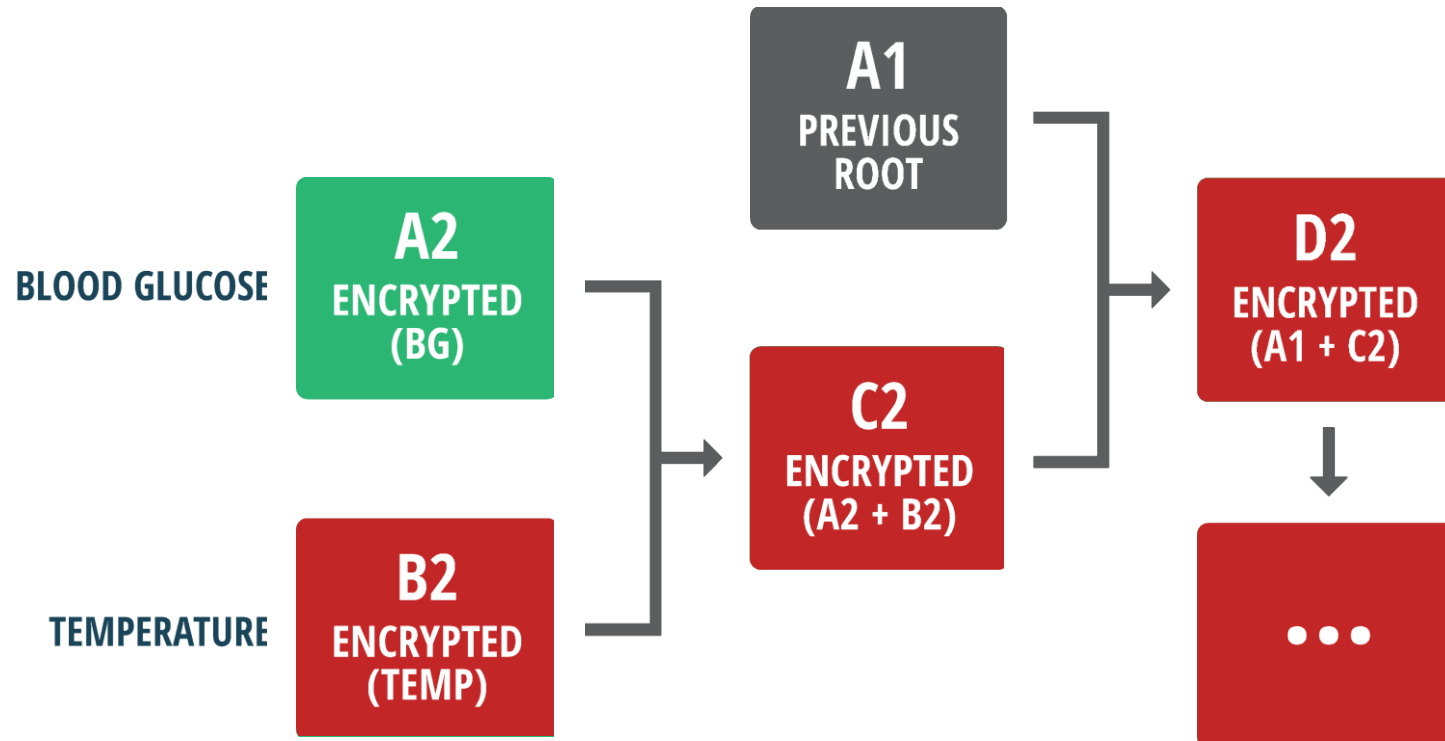 BLOOD GLUCOSE
A2
ENCRYPTED
(BG)
TEMPERATURE
B2
ENCRYPTED
(TEMP)
A1
PREVIOUS
ROOT
C2
ENCRYPTED
(A2 + B2)
D2
ENCRYPTED
(A1 + C2)
...